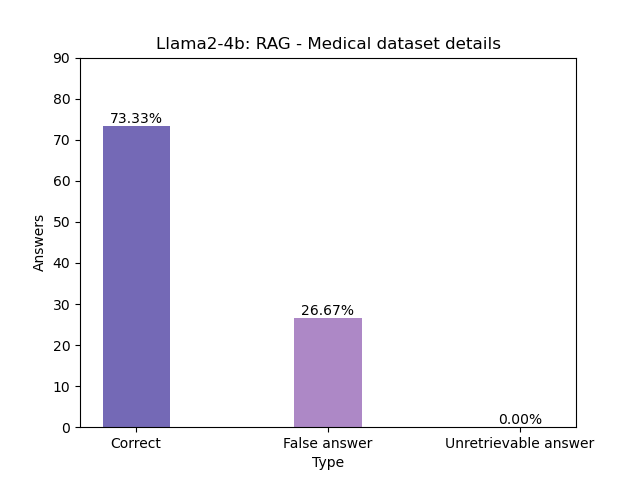 Llama2-4b: RAG - Medical dataset details
90
80
70
60
50
40
30
20
10
0
Answers
73.33%
26.67%
0.00%
Correct
False answer
Unretrievable answer
Type